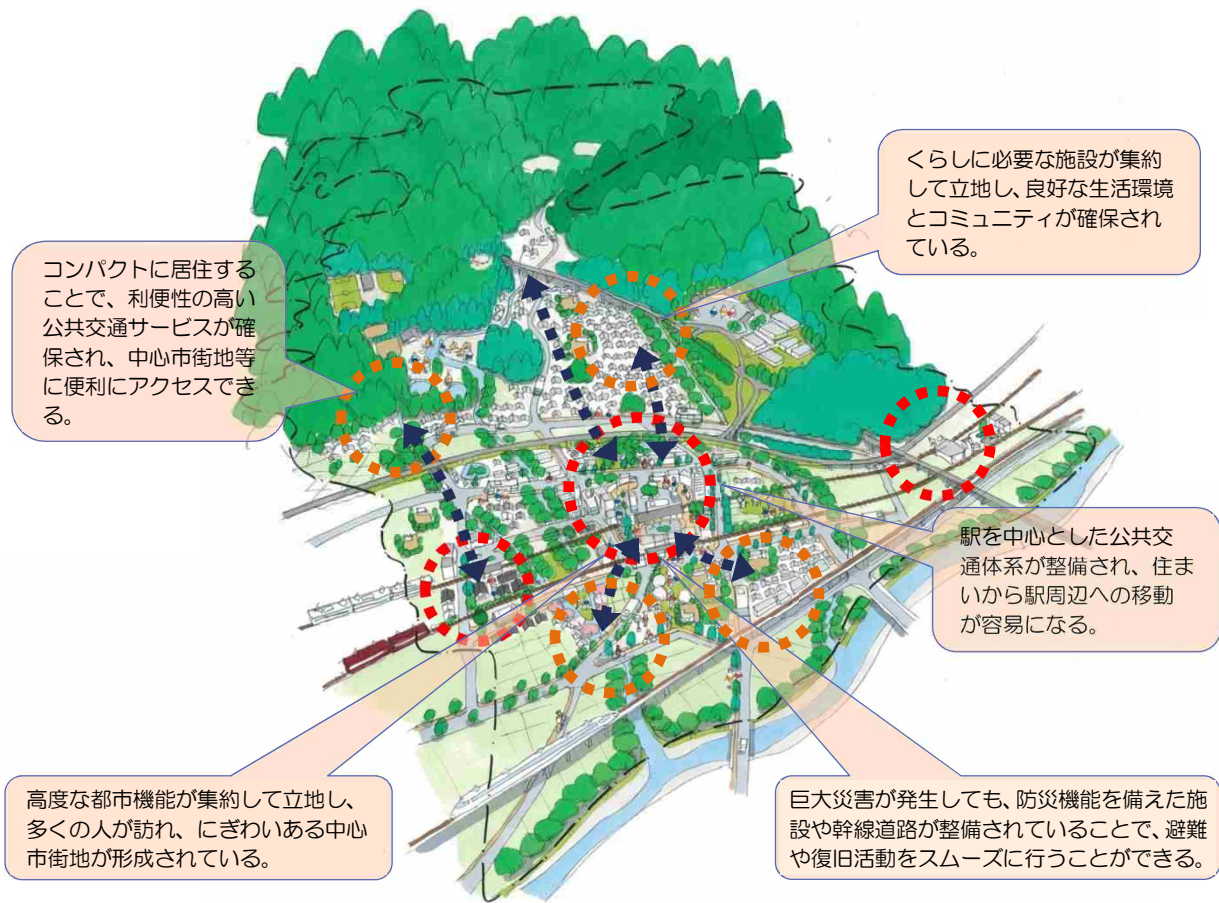 くらしに必要な施設が集約
して立地し、良好な生活環境
とコミュニティが確保され
ている。
コンパクトに居住する
ことで、利便性の高い
公共交通サービスが確
保され、中心市街地等
に便利にアクセスでき
る。
駅を中心とした公共交
通体系が整備され、住ま
いから駅周辺への移動
が容易になる。
高度な都市機能が集約して立地し、
多くの人が訪れ、にぎわいある中心
市街地が形成されている。
巨大災害が発生しても、防災機能を備えた施
設や幹線道路が整備されていることで、避難
や復旧活動をスムーズに行うことができる。